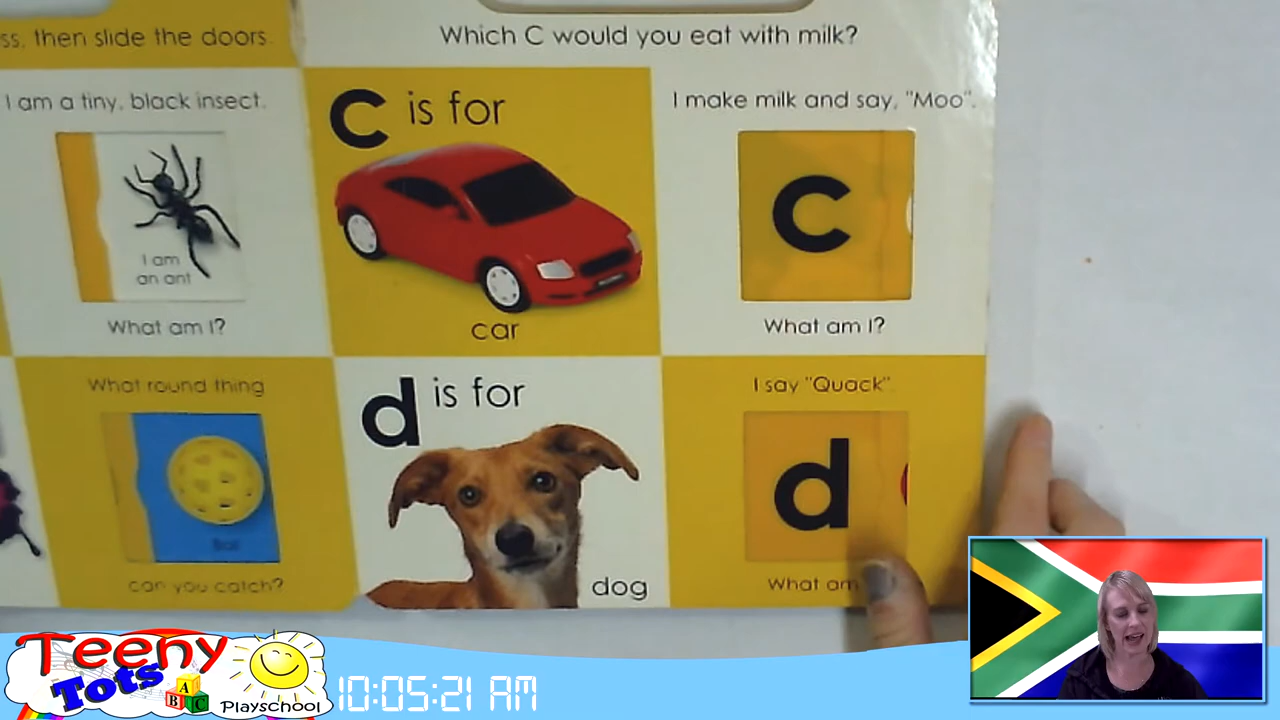 ss, then slide the doors.
I am a tiny, black insect.
I am
an ant
What am I?
What round thing
Ball
can you catch?
Which C would you eat with milk?
c is for
car
I make milk and say, "Moo".
c
What am I?
d is for
dog
I say "Quack".
d
What am
Teeny
Tots
A
B C
Playschool
10:05:21 AM